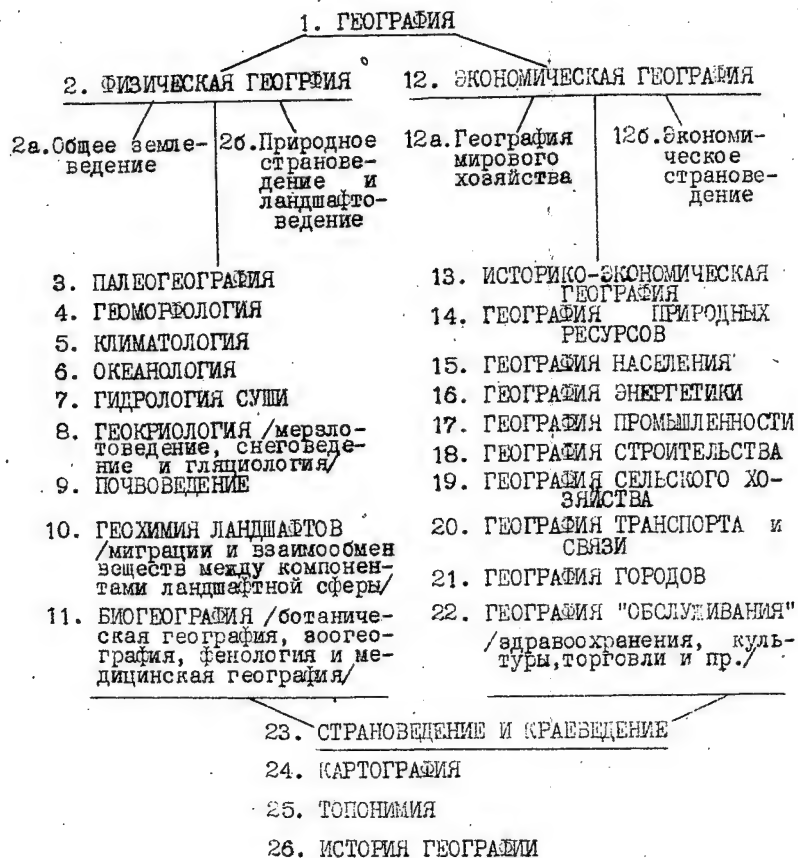 1. ГЕОГРАФИЯ
2. ФИЗИЧЕСКАЯ ГЕОГРФИЯ
2а.Общее земле-
ведение
2б.Природное
странове-
дение и
ландшафто-
ведение
3. ПАЛЕОГЕОГРАФИЯ
4. ГЕОМОРФОЛОГИЯ
5. КЛИМАТОЛОГИЯ
6. ОКЕАНОЛОГИЯ
7. ГИДРОЛОГИЯ СУШИ
8. ГЕОКРИОЛОГИЯ /мерзло-
товедение, снеговеде-
ние и гляциология/
9. ПОЧВОВЕДЕНИЕ
10. ГЕОХИМИЯ ЛАНДШАФТОВ
/миграции и взаимообмен
веществ между компонен-
тами ландшафтной сферы/
11. БИОГЕОГРАФИЯ /ботаниче-
ская география, зоогео-
графия, фенология и ме-
дицинская география/
12. ЭКОНОМИЧЕСКАЯ ГЕОГРАФИЯ
12а.География
мирового
хозяйства
12б.Экономи-
ческое
станове-
дение
13. ИСТОРИКО-ЭКОНОМИЧЕСКАЯ
ГЕОГРАФИЯ
14. ГЕОГРАФИЯ ПРИРОДНЫХ
РЕСУРСОВ
15. ГЕОГРАФИЯ НАСЕЛЕНИЯ
16. ГЕОГРАФИЯ ЭНЕРГЕТИКИ
17. ГЕОГРАФИЯ ПРОМЫШЛЕННОСТИ
18. ГЕОГРАФИЯ СТРОИТЕЛЬСТВА
19. ГЕОГРАФИЯ СЕЛЬСКОГО ХО-
ЗЯЙСТВА
20. ГЕОГРАФИЯ ТРАНСПОРТА и
СВЯЗИ
21. ГЕОГРАФИЯ ГОРОДОВ
22. ГЕОГРАФИЯ "ОБСЛУЖИВАНИЯ"
/здравоохранения, куль-
туры,торговли и пр./
23. СТРАНОВЕДЕНИЕ И КРАЕВЕДЕНИЕ
24. КАРТОГРАФИЯ
25. ТОПОНИМИЯ
26. ИСТОРИЯ ГЕОГРАФИИ